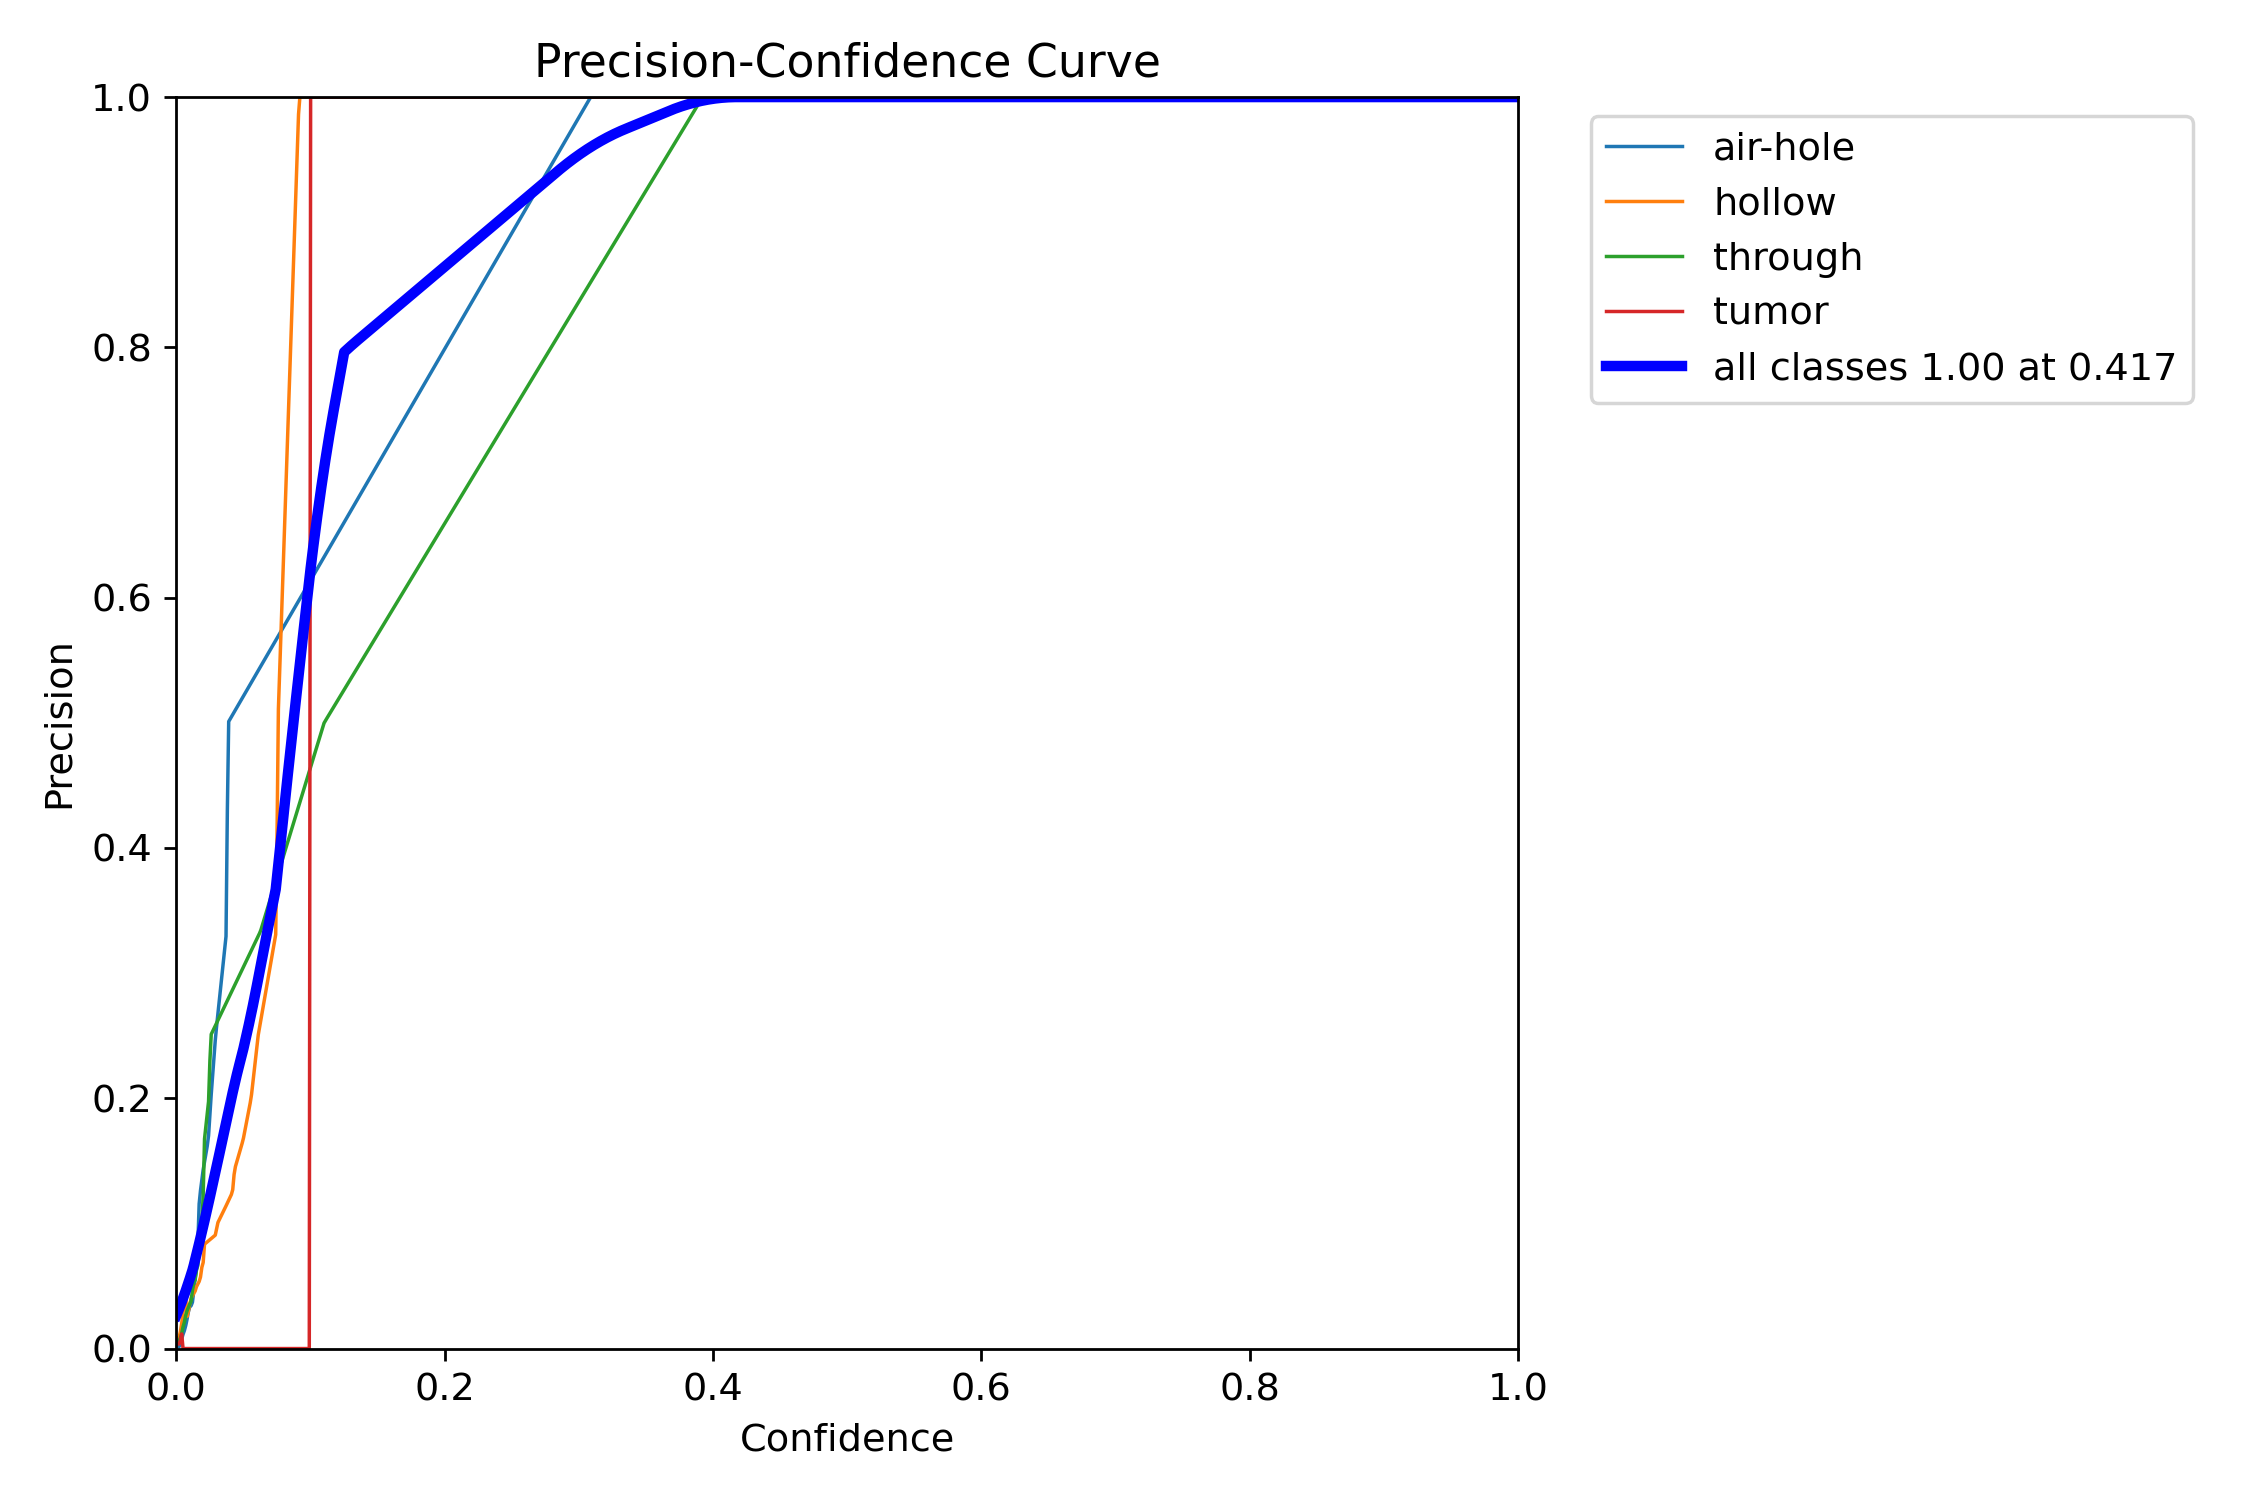 Precision-Confidence Curve
1.0
0.8
0.6
0.4
0.2
0.0
Precision
0.0 0.2 0.4 0.6 0.8 1.0
Confidence
air-hole
hollow
through
tumor
all classes 1.00 at 0.417